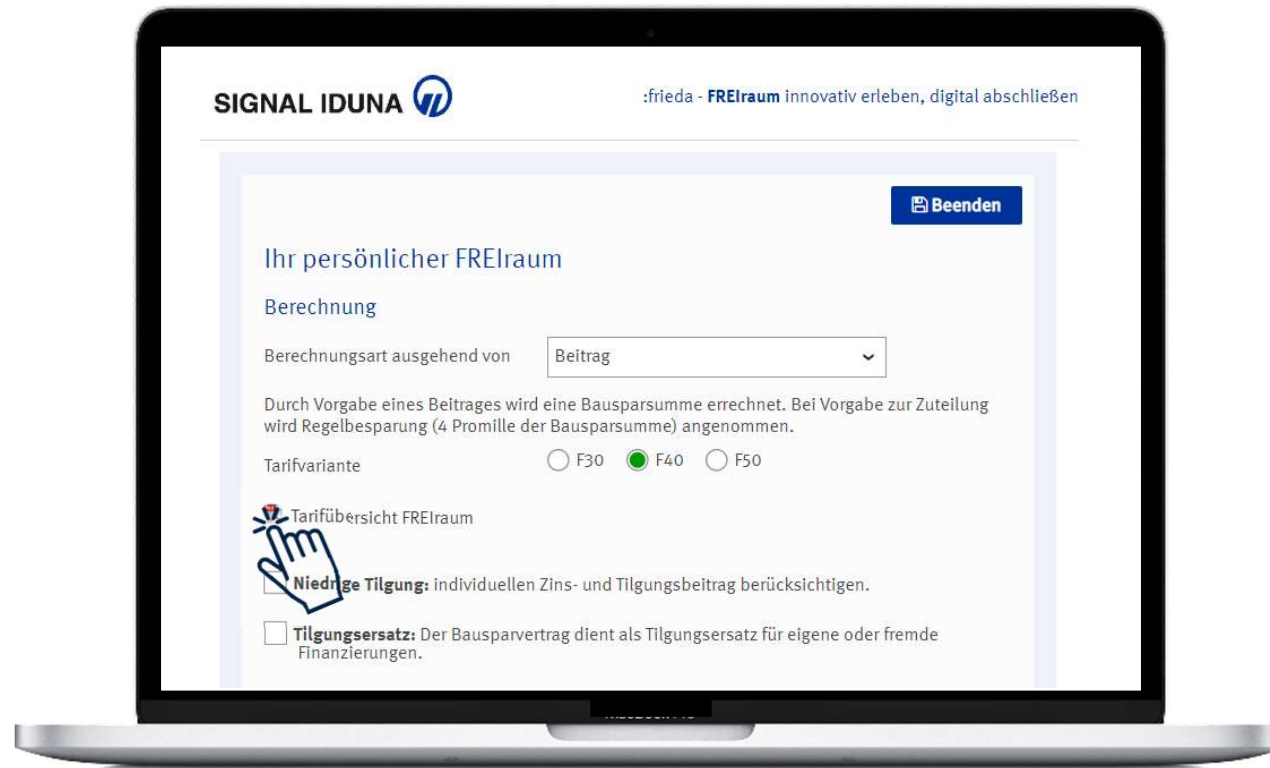 SIGNAL IDUNA
:frieda - FREIraum innovativ erleben, digital abschließen
Beenden
Ihr persönlicher FREIraum
Berechnung
Berechnungsart ausgehend von Beitrag
Durch Vorgabe eines Beitrages wird eine Bausparsumme errechnet. Bei Vorgabe zur Zuteilung
wird Regelbesparung (4 Promille der Bausparsumme) angenommen.
Tarifvariante F30 F40 F50
Tarifübersicht FREIraum
Niedrige Tilgung: individuellen Zins- und Tilgungsbeitrag berücksichtigen.
Tilgungsersatz: Der Bausparvertrag dient als Tilgungsersatz für eigene oder fremde
Finanzierungen.